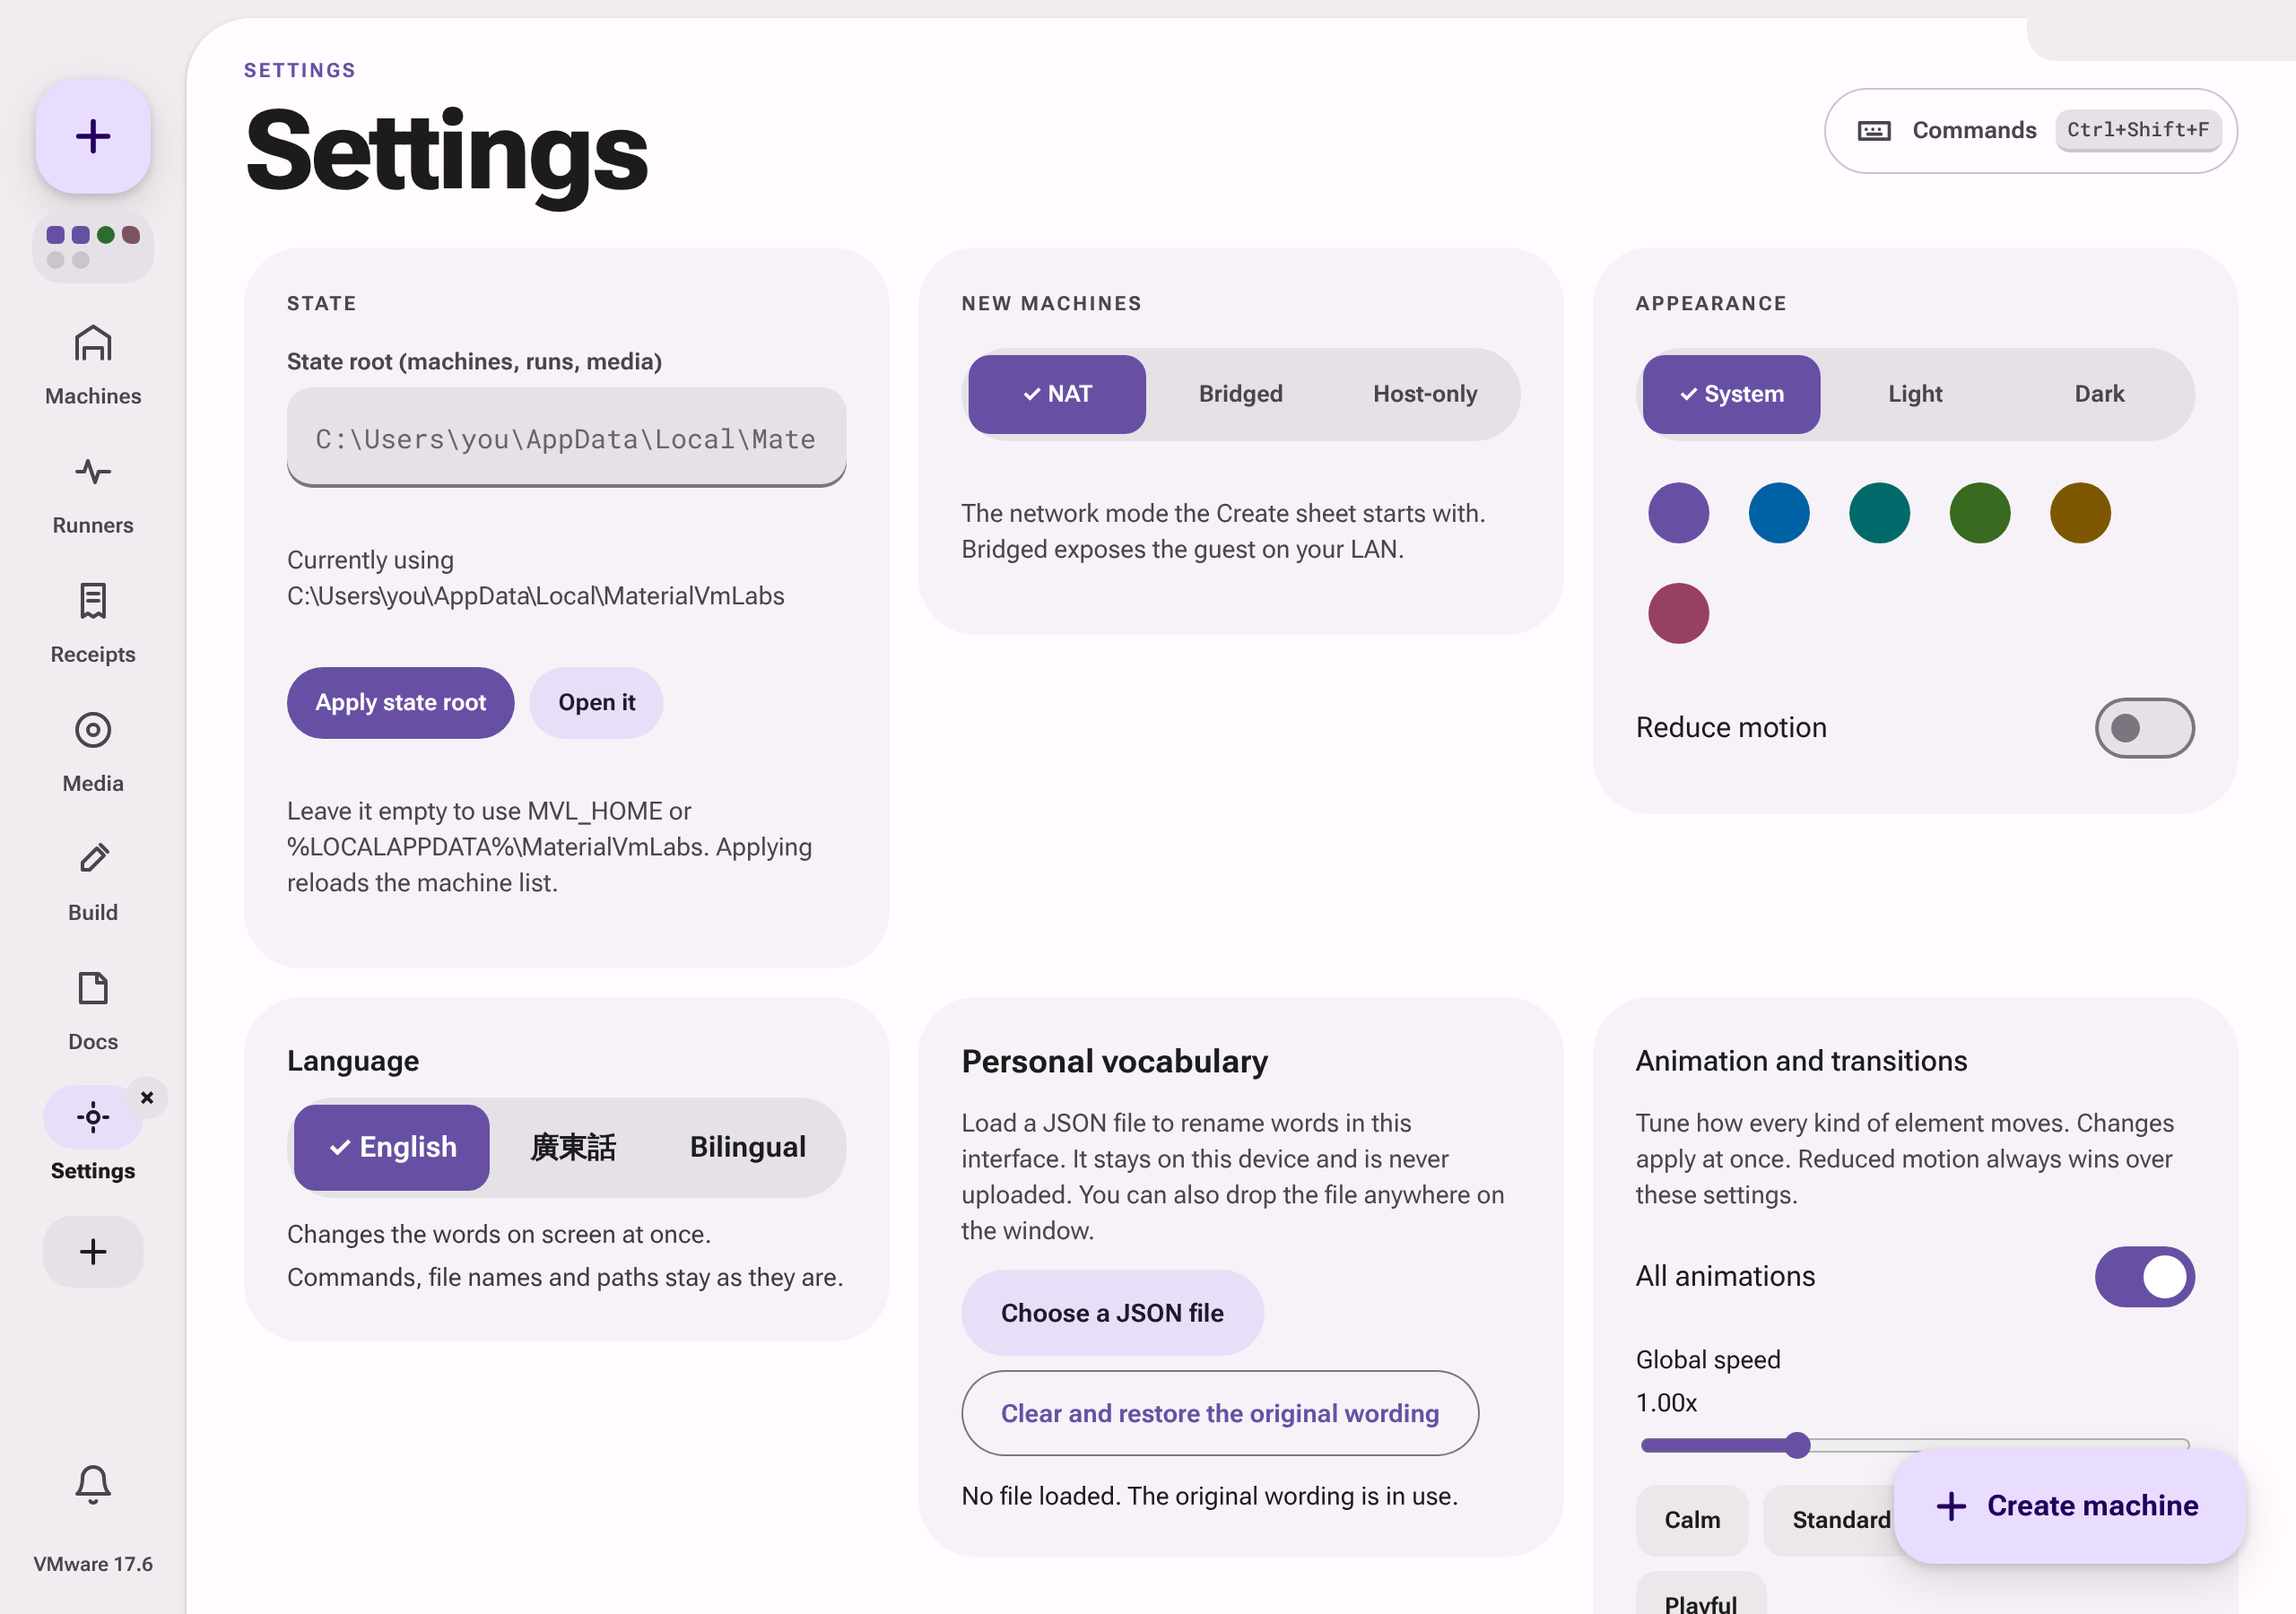 SETTINGS
Settings
Commands Ctrl+Shift+F
Machines
Runners
Receipts
Media
Build
Docs
Settings
VMware 17.6
STATE
State root (machines, runs, media)
C:\Users\you\AppData\Local\Mate
Currently using
C:\Users\you\AppData\Local\MaterialVmLabs
Apply state root
Open it
Leave it empty to use MVL_HOME or
%LOCALAPPDATA%\MaterialVmLabs. Applying
reloads the machine list.
NEW MACHINES
NAT Bridged Host-only
The network mode the Create sheet starts with.
Bridged exposes the guest on your LAN.
APPEARANCE
System Light Dark
Reduce motion
Language
English 廣東話 Bilingual
Changes the words on screen at once.
Commands, file names and paths stay as they are.
Personal vocabulary
Load a JSON file to rename words in this
interface. It stays on this device and is never
uploaded. You can also drop the file anywhere on
the window.
Choose a JSON file
Clear and restore the original wording
No file loaded. The original wording is in use.
Animation and transitions
Tune how every kind of element moves. Changes
apply at once. Reduced motion always wins over
these settings.
All animations
Global speed
1.00x
Calm Standard
Playful
Create machine